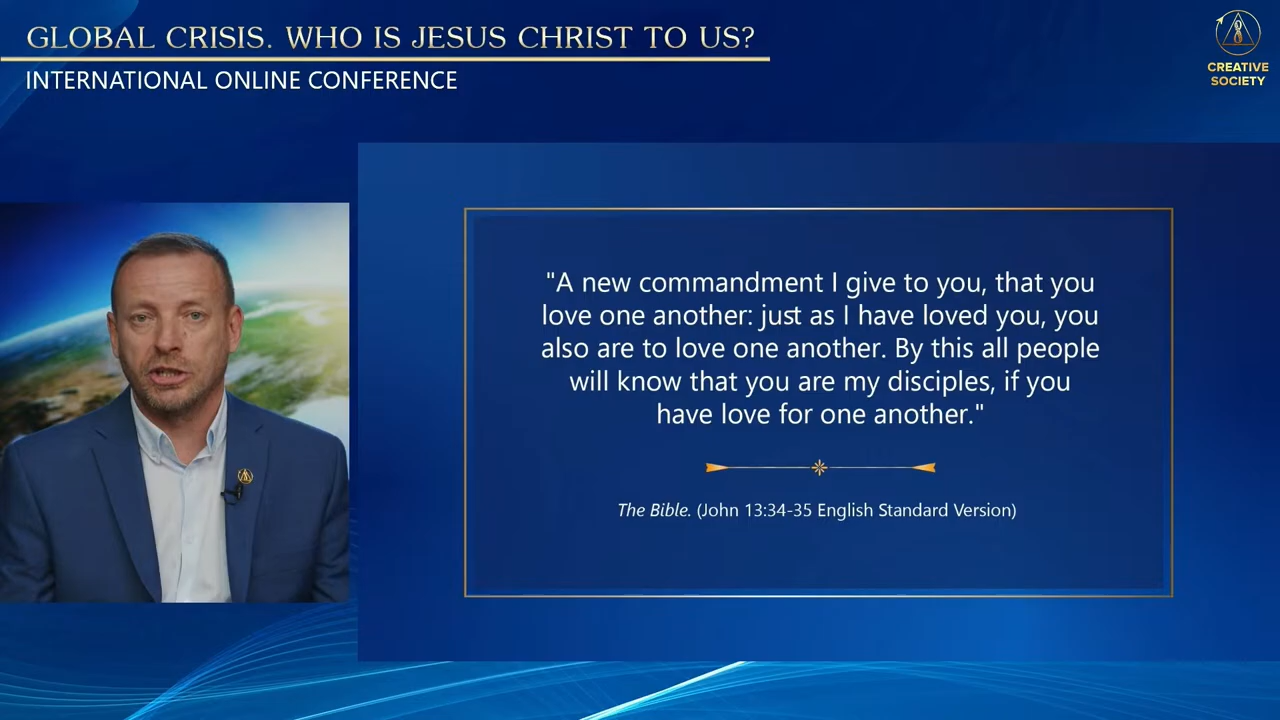 GLOBAL CRISIS. WHO IS JESUS CHRIST TO US?
INTERNATIONAL ONLINE CONFERENCE
CREATIVE
SOCIETY
"A new commandment I give to you, that you
love one another: just as I have loved you, you
also are to love one another. By this all people
will know that you are my disciples, if you
have love for one another."
The Bible. (John 13:34-35 English Standard Version)